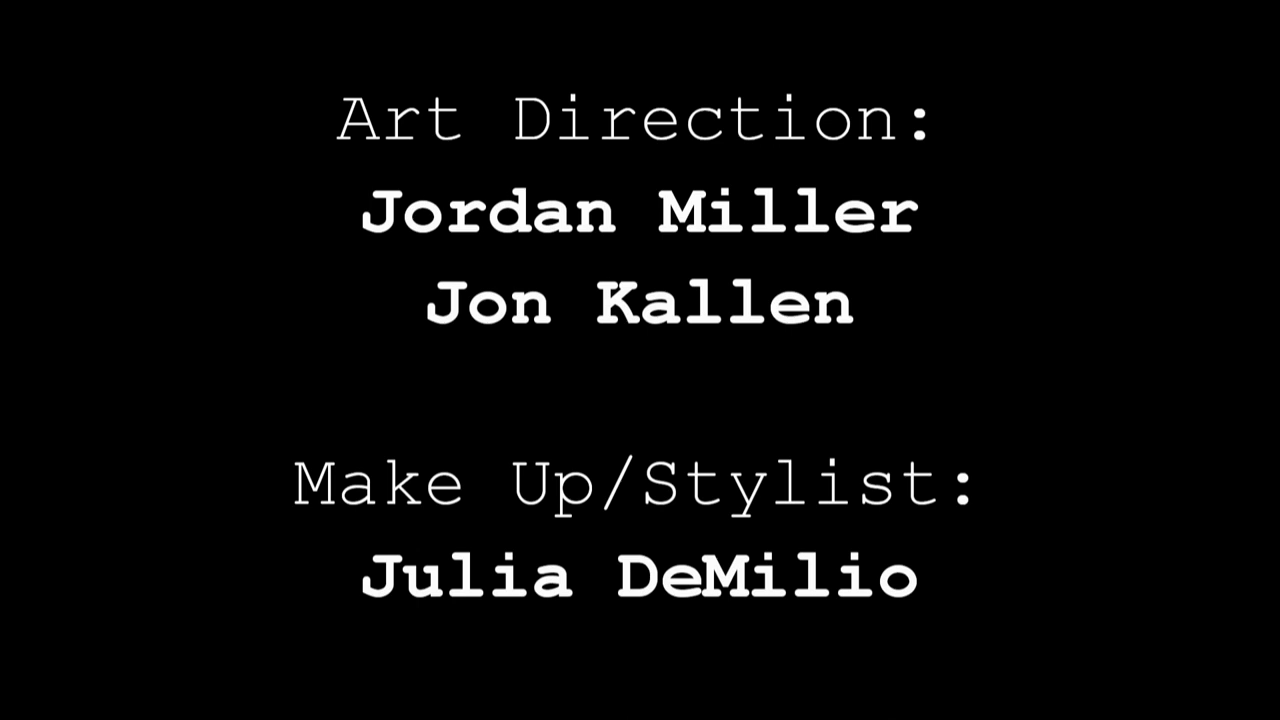 Art Direction:
Jordan Miller
Jon Kallen
Make Up/Stylist:
Julia DeMilio